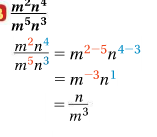 m²n⁴
m⁵n³
m²n⁴ / m⁵n³ = m²⁻⁵n⁴⁻³
= m⁻³n¹
= n / m³